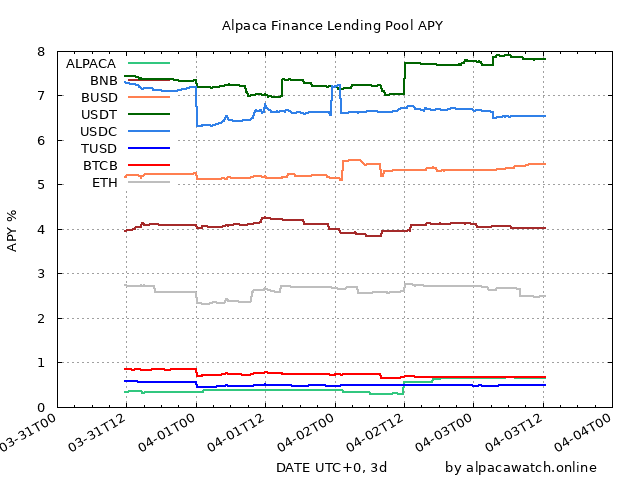 Alpaca Finance Lending Pool APY
8
7
6
5
4
3
2
1
0
APY %
ALPACA
BNB
BUSD
USDT
USDC
TUSD
BTCB
ETH
03-31T00
03-31T12
04-01T00
04-01T12
04-02T00
04-02T12
04-03T00
04-03T12
04-04T00
DATE UTC+0, 3d
by alpacawatch.online